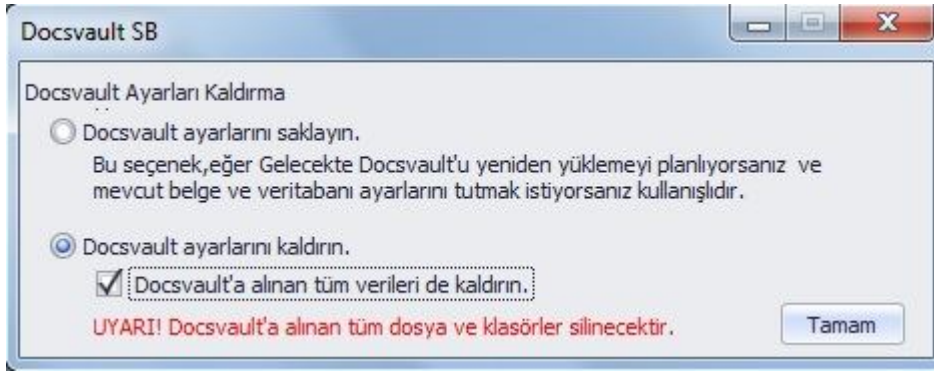 Docsvault SB
Docsvault Ayarları Kaldırma
Docsvault ayarlarını saklayın.
Bu seçenek,eğer Gelecekte Docsvault'u yeniden yüklemeyi planlıyorsanız ve
mevcut belge ve veritabanı ayarlarını tutmak istiyorsanız kullanışlıdır.
Docsvault ayarlarını kaldırın.
Docsvault'a alınan tüm verileri de kaldırın.
UYARI! Docsvault'a alınan tüm dosya ve klasörler silinecektir.
Tamam